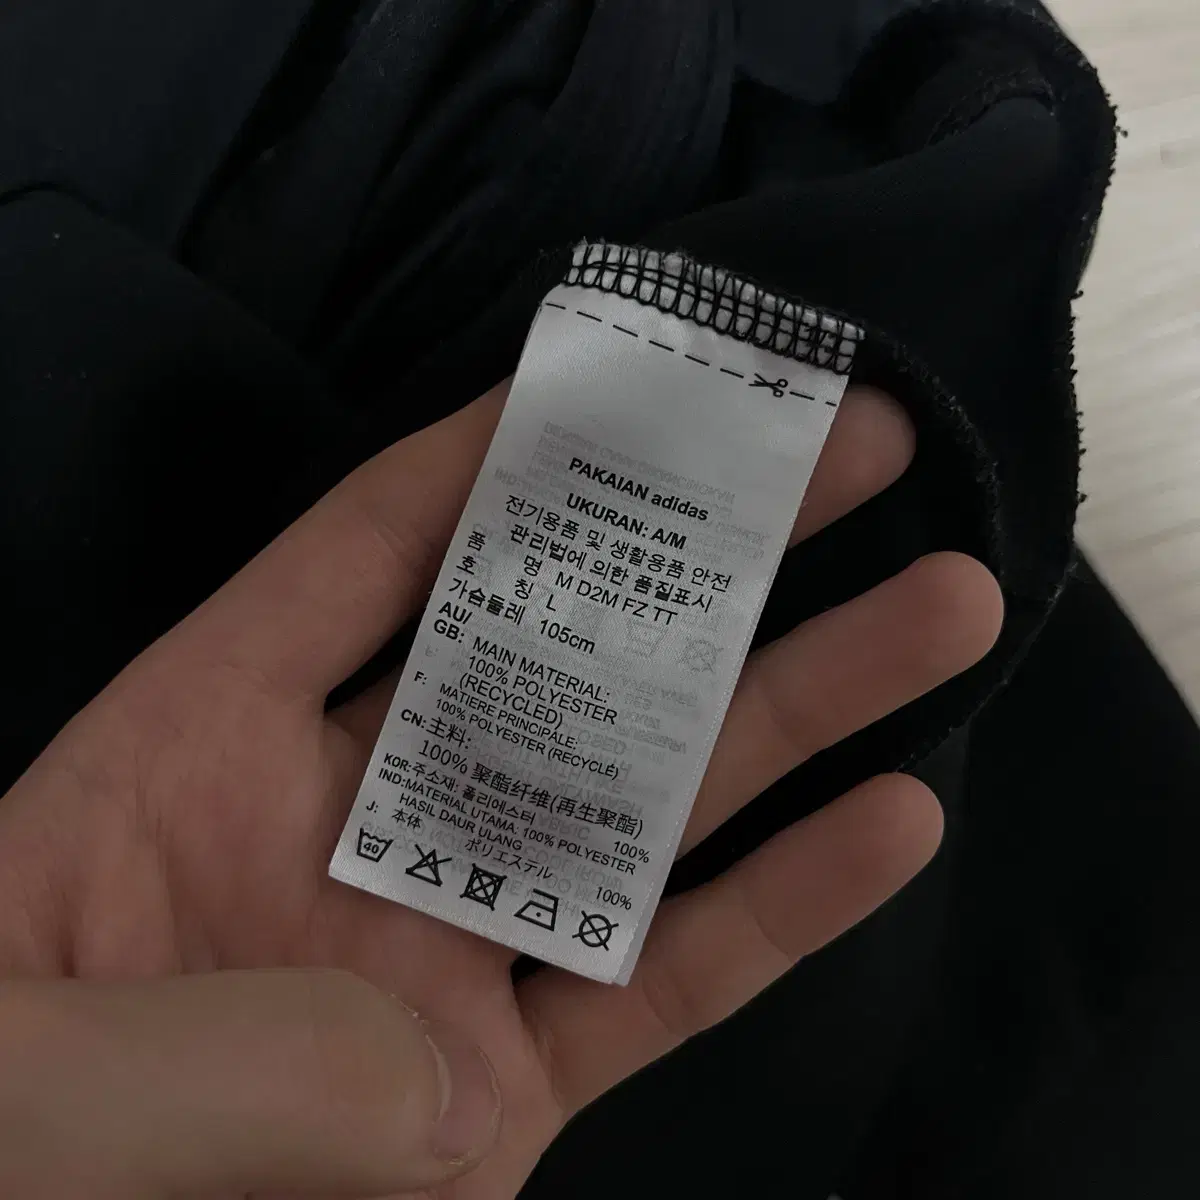 PAKAIAN adidas
UKURAN: A/M
전기용품 및 생활용품 안전
관리법에 의한 품질표시
품 명 M D2M FZ TT
호 칭 L
가슴둘레 105cm
AU/
GB: MAIN MATERIAL:
100% POLYESTER
(RECYCLED)
F: MATIERE PRINCIPALE:
100% POLYESTER (RECYCLÉ)
CN: 主料:
100% 聚酯纤维(再生聚酯)
KOR: 주소재: 폴리에스터 100%
IND: MATERIAL UTAMA: 100% POLYESTER
HASIL DAUR ULANG
J: 本体
ポリエステル 100%
40